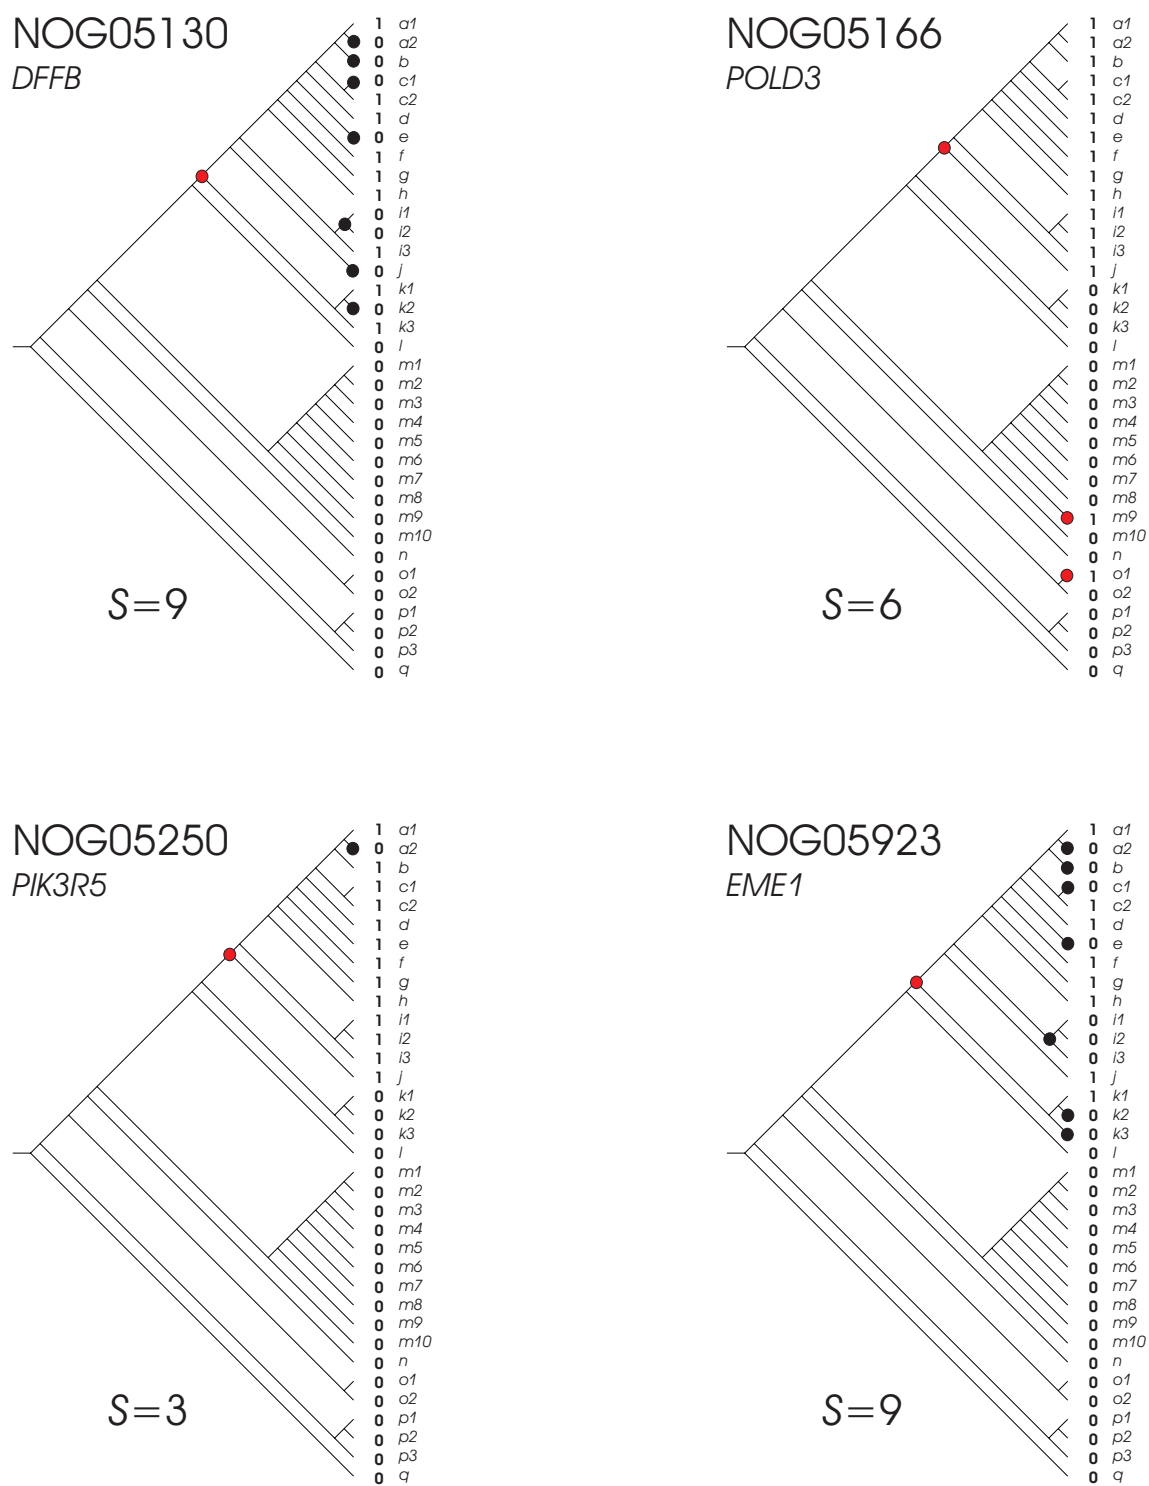 NOG05130
DFFB
1 a1
0 a2
0 b
0 c1
1 c2
1 d
0 e
1 f
1 g
1 h
0 i1
0 i2
1 i3
0 j
1 k1
0 k2
1 k3
0 l
0 m1
0 m2
0 m3
0 m4
0 m5
0 m6
0 m7
0 m8
0 m9
0 m10
0 n
0 o1
0 o2
0 p1
0 p2
0 p3
0 q
S=9
NOG05166
POLD3
1 a1
1 a2
1 b
1 c1
1 c2
1 d
1 e
1 f
1 g
1 h
1 i1
1 i2
1 i3
1 j
0 k1
0 k2
0 k3
0 l
0 m1
0 m2
0 m3
0 m4
0 m5
0 m6
0 m7
0 m8
1 m9
0 m10
0 n
1 o1
0 o2
0 p1
0 p2
0 p3
0 q
S=6
NOG05250
PIK3R5
1 a1
0 a2
1 b
1 c1
1 c2
1 d
1 e
1 f
1 g
1 h
1 i1
1 i2
1 i3
1 j
0 k1
0 k2
0 k3
0 l
0 m1
0 m2
0 m3
0 m4
0 m5
0 m6
0 m7
0 m8
0 m9
0 m10
0 n
0 o1
0 o2
0 p1
0 p2
0 p3
0 q
S=3
NOG05923
EME1
1 a1
0 a2
0 b
0 c1
1 c2
1 d
0 e
1 f
1 g
1 h
0 i1
0 i2
0 i3
1 j
1 k1
0 k2
0 k3
0 l
0 m1
0 m2
0 m3
0 m4
0 m5
0 m6
0 m7
0 m8
0 m9
0 m10
0 n
0 o1
0 o2
0 p1
0 p2
0 p3
0 q
S=9